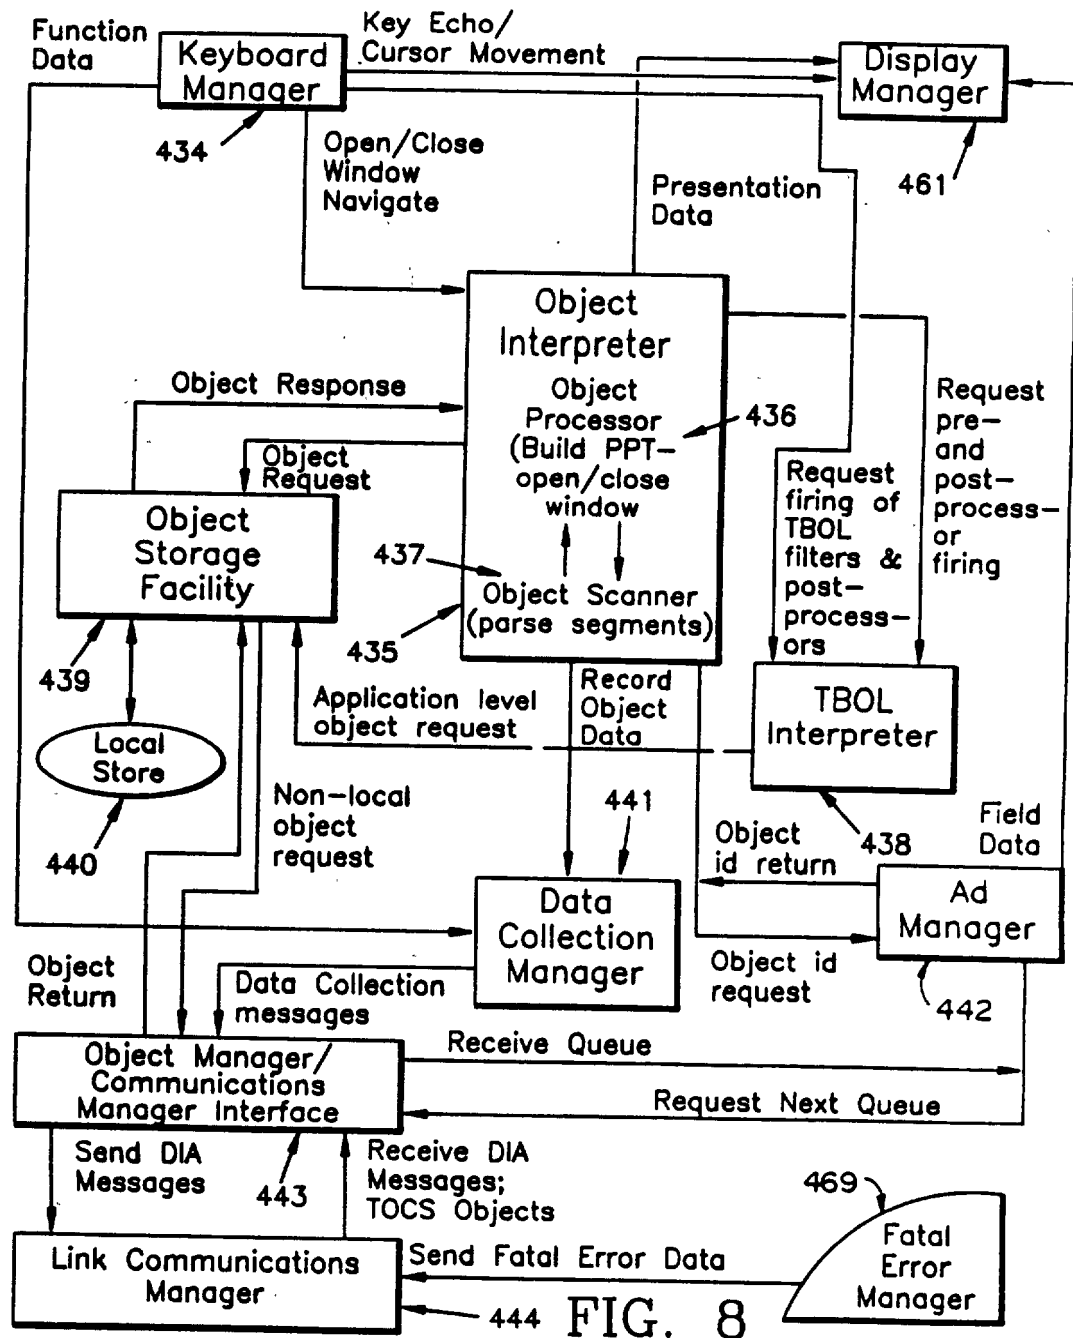 Function
Data
Keyboard
Manager
434
Key Echo/
Cursor Movement
Display
Manager
461
Open/Close
Window
Navigate
Presentation
Data
Object
Interpreter
Object
Processor
(Build PPT-
open/close
window
436
437
Object Scanner
(parse segments)
435
Object Response
Object
Request
Object
Storage
Facility
439
Local
Store
440
Request
firing of
TBOL
filters &
post-
process-
ors
Request
pre-
and
post-
process-
or
firing
Application level
object request
Record
Object
Data
TBOL
Interpreter
438
Non-local
object
request
441
Data
Collection
Manager
Object
id return
Field
Data
Ad
Manager
442
Object id
request
Object
Return
Data Collection
messages
Object Manager/
Communications
Manager Interface
443
Receive Queue
Request Next Queue
Send DIA
Messages
Receive DIA
Messages;
TOCS Objects
469
Fatal
Error
Manager
Link Communications
Manager
444
Send Fatal Error Data
FIG. 8